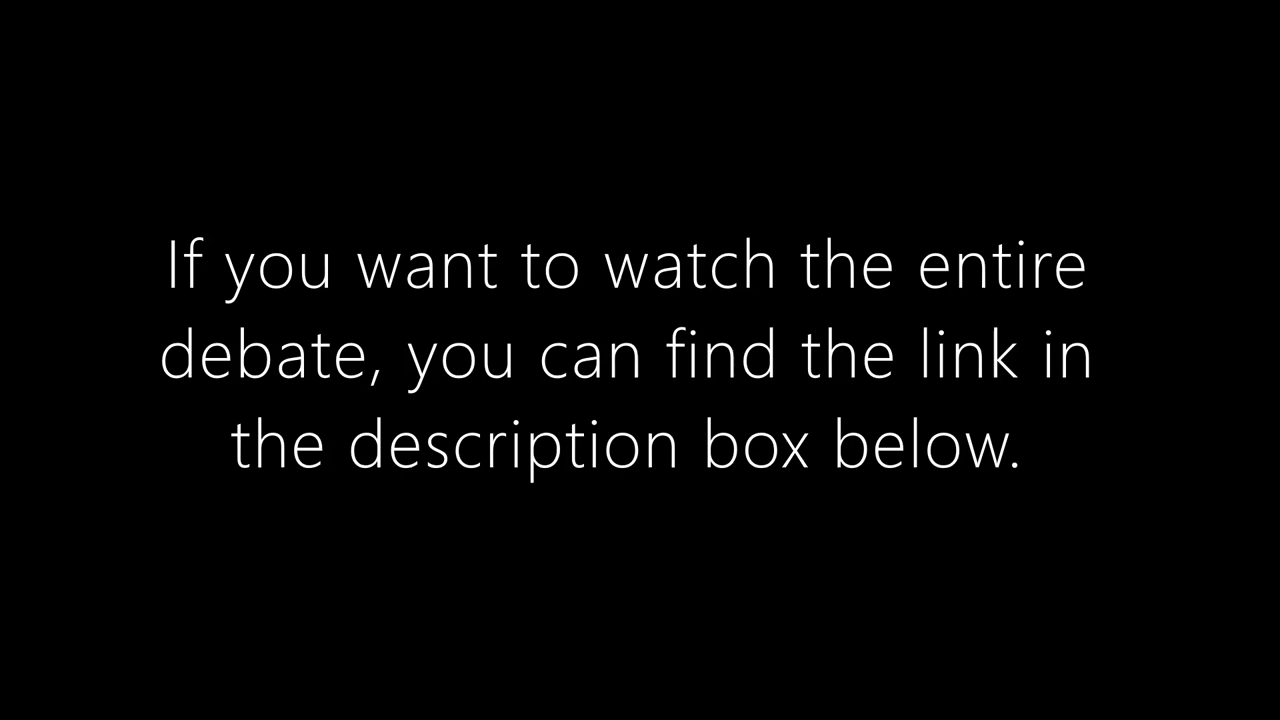 If you want to watch the entire
debate, you can find the link in
the description box below.